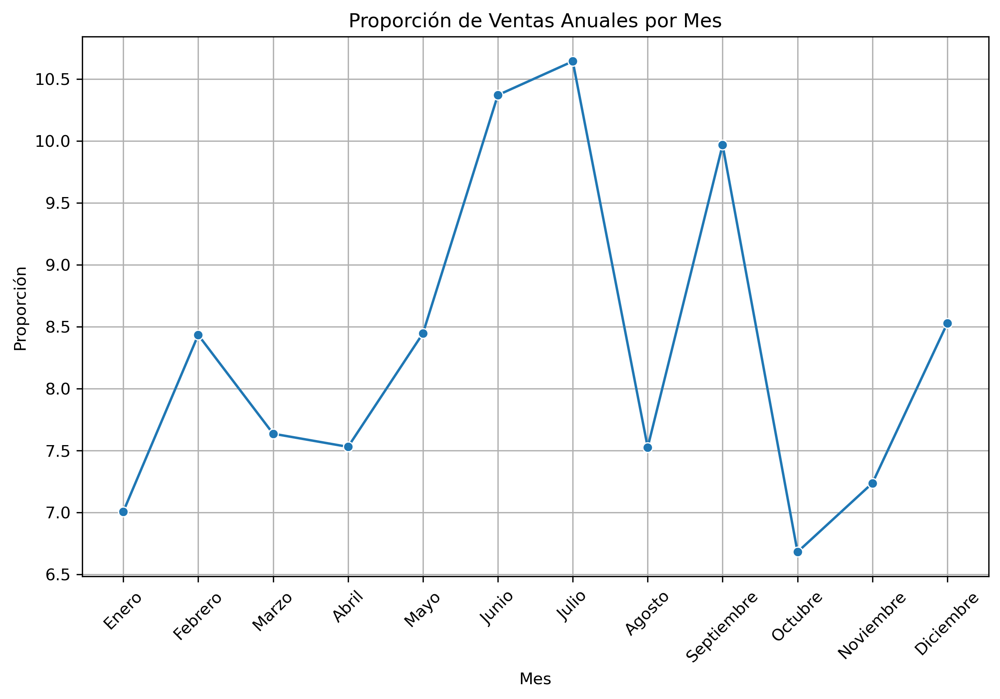 Proporción de Ventas Anuales por Mes
Proporción
10.5
10.0
9.5
9.0
8.5
8.0
7.5
7.0
6.5
Enero
Febrero
Marzo
Abril
Mayo
Junio
Julio
Agosto
Septiembre
Octubre
Noviembre
Diciembre
Mes